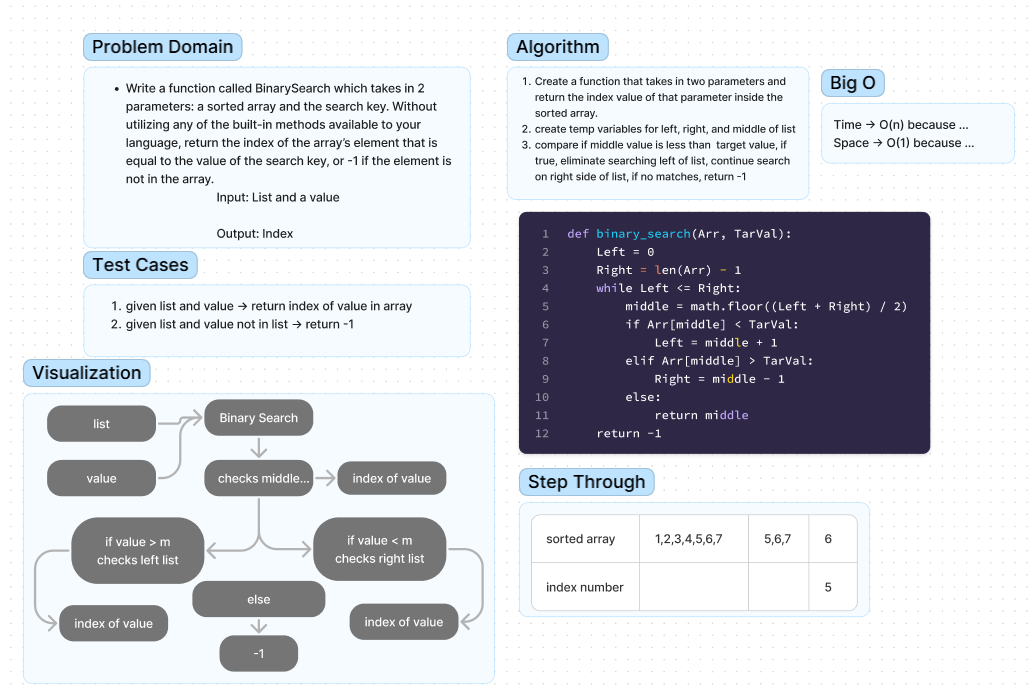 Problem Domain
• Write a function called BinarySearch which takes in 2
parameters: a sorted array and the search key. Without
utilizing any of the built-in methods available to your
language, return the index of the array's element that is
equal to the value of the search key, or -1 if the element is
not in the array.
Input: List and a value
Output: Index
Test Cases
1. given list and value → return index of value in array
2. given list and value not in list → return -1
Visualization
list
Binary Search
value
checks middle...
index of value
if value > m
checks left list
if value < m
checks right list
else
index of value
index of value
-1
Algorithm
1. Create a function that takes in two parameters and
return the index value of that parameter inside the
sorted array.
2. create temp variables for left, right, and middle of list
3. compare if middle value is less than target value, if
true, eliminate searching left of list, continue search
on right side of list, if no matches, return -1
Big O
Time → O(n) because ...
Space → O(1) because ...
1 def binary_search(Arr, TarVal):
2 Left = 0
3 Right = len(Arr) - 1
4 while Left <= Right:
5 middle = math.floor((Left + Right) / 2)
6 if Arr[middle] < TarVal:
7 Left = middle + 1
8 elif Arr[middle] > TarVal:
9 Right = middle - 1
10 else:
11 return middle
12 return -1
Step Through
sorted array 1,2,3,4,5,6,7 5,6,7 6
index number 5